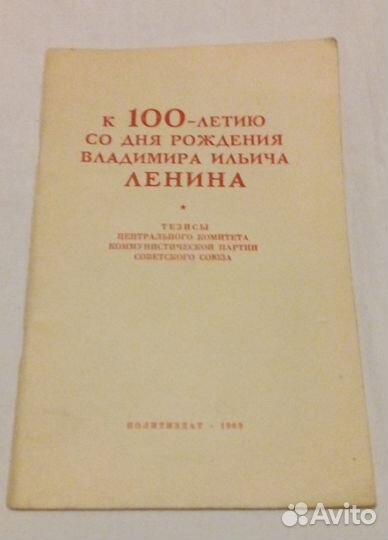 К 100-ЛЕТИЮ
СО ДНЯ РОЖДЕНИЯ
ВЛАДИМИРА ИЛЬИЧА
ЛЕНИНА
ТЕЗИСЫ
ЦЕНТРАЛЬНОГО КОМИТЕТА
КОММУНИСТИЧЕСКОЙ ПАРТИИ
СОВЕТСКОГО СОЮЗА
ПОЛИТИЗДАТ · 1969
Avito